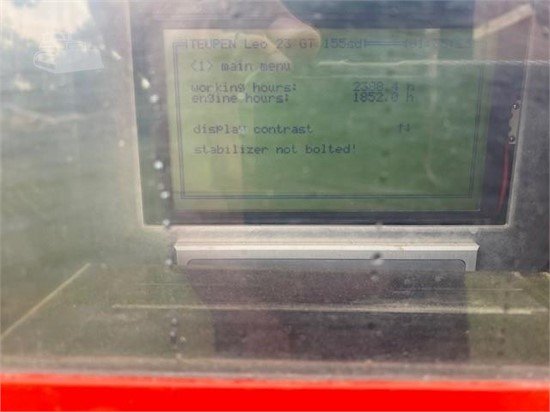 TEUPEN Leo 23 GT
(1) main menu
working hours: h
engine hours: 1852.0 h
display contrast ↑↓
stabilizer not bolted!